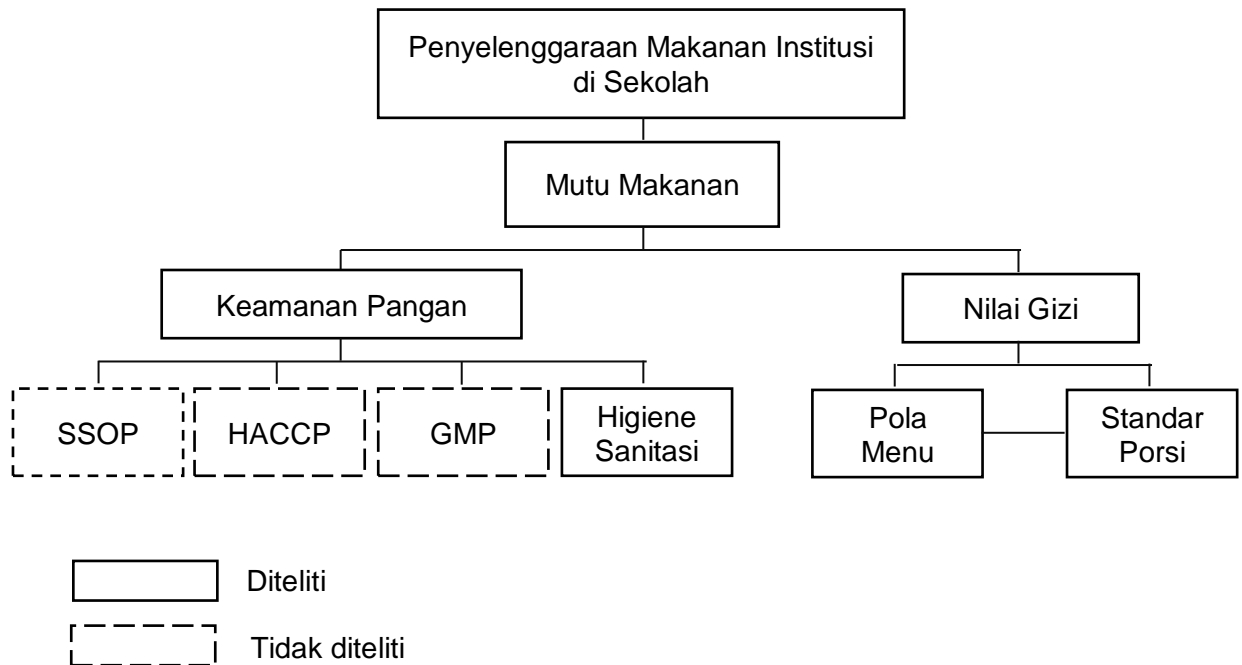 Penyelenggaraan Makanan Institusi
di Sekolah
Mutu Makanan
Keamanan Pangan
Nilai Gizi
SSOP
HACCP
GMP
Higiene
Sanitasi
Pola
Menu
Standar
Porsi
Diteliti
Tidak diteliti